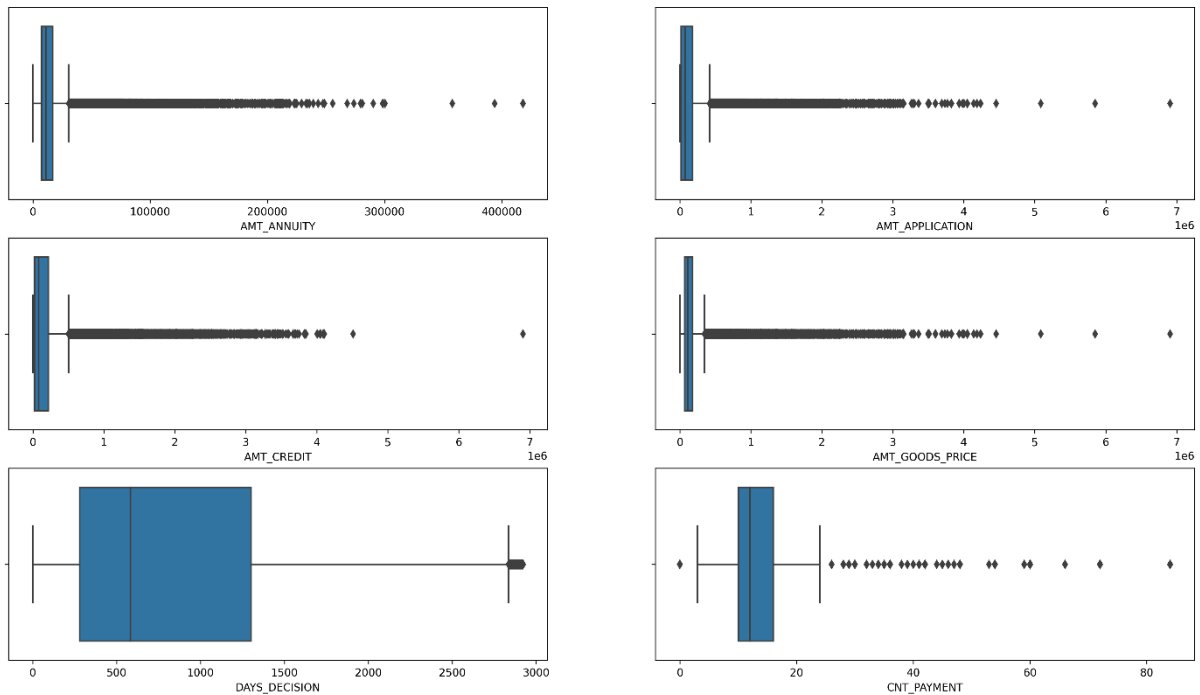 0 100000 200000 300000 400000
AMT_ANNUITY
0 1 2 3 4 5 6 7
1e6
AMT_APPLICATION
0 1 2 3 4 5 6 7
1e6
AMT_CREDIT
0 1 2 3 4 5 6 7
1e6
AMT_GOODS_PRICE
0 500 1000 1500 2000 2500 3000
DAYS_DECISION
0 20 40 60 80
CNT_PAYMENT